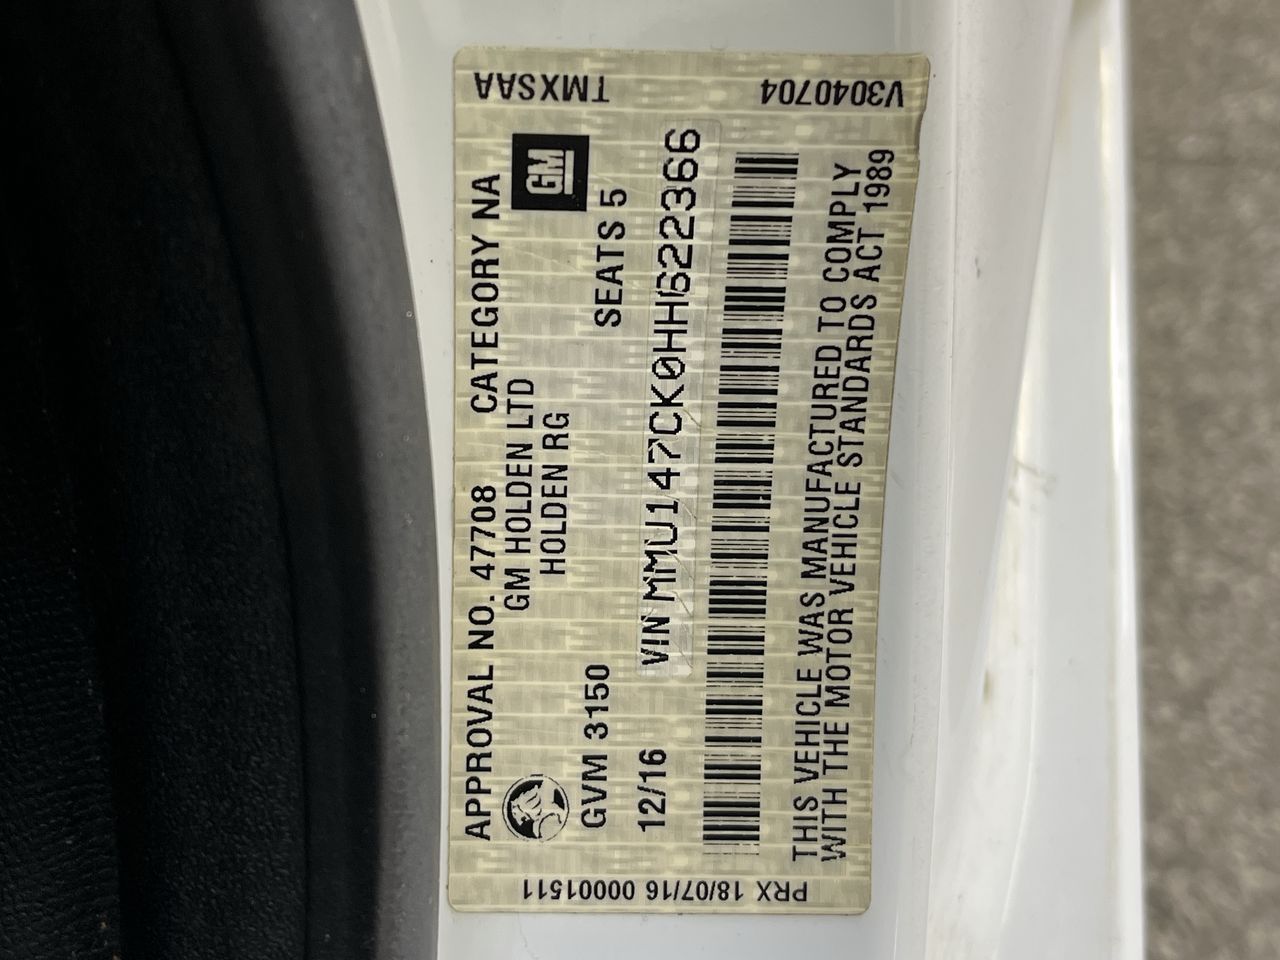 TMXSAA
V3040704
APPROVAL NO. 47708 CATEGORY NA
GM HOLDEN LTD
GM
HOLDEN RG
GVM 3150 SEATS 5
12/16 VIN MMU147CK0HH622366
THIS VEHICLE WAS MANUFACTURED TO COMPLY
WITH THE MOTOR VEHICLE STANDARDS ACT 1989
PRX 18/07/16 00001511